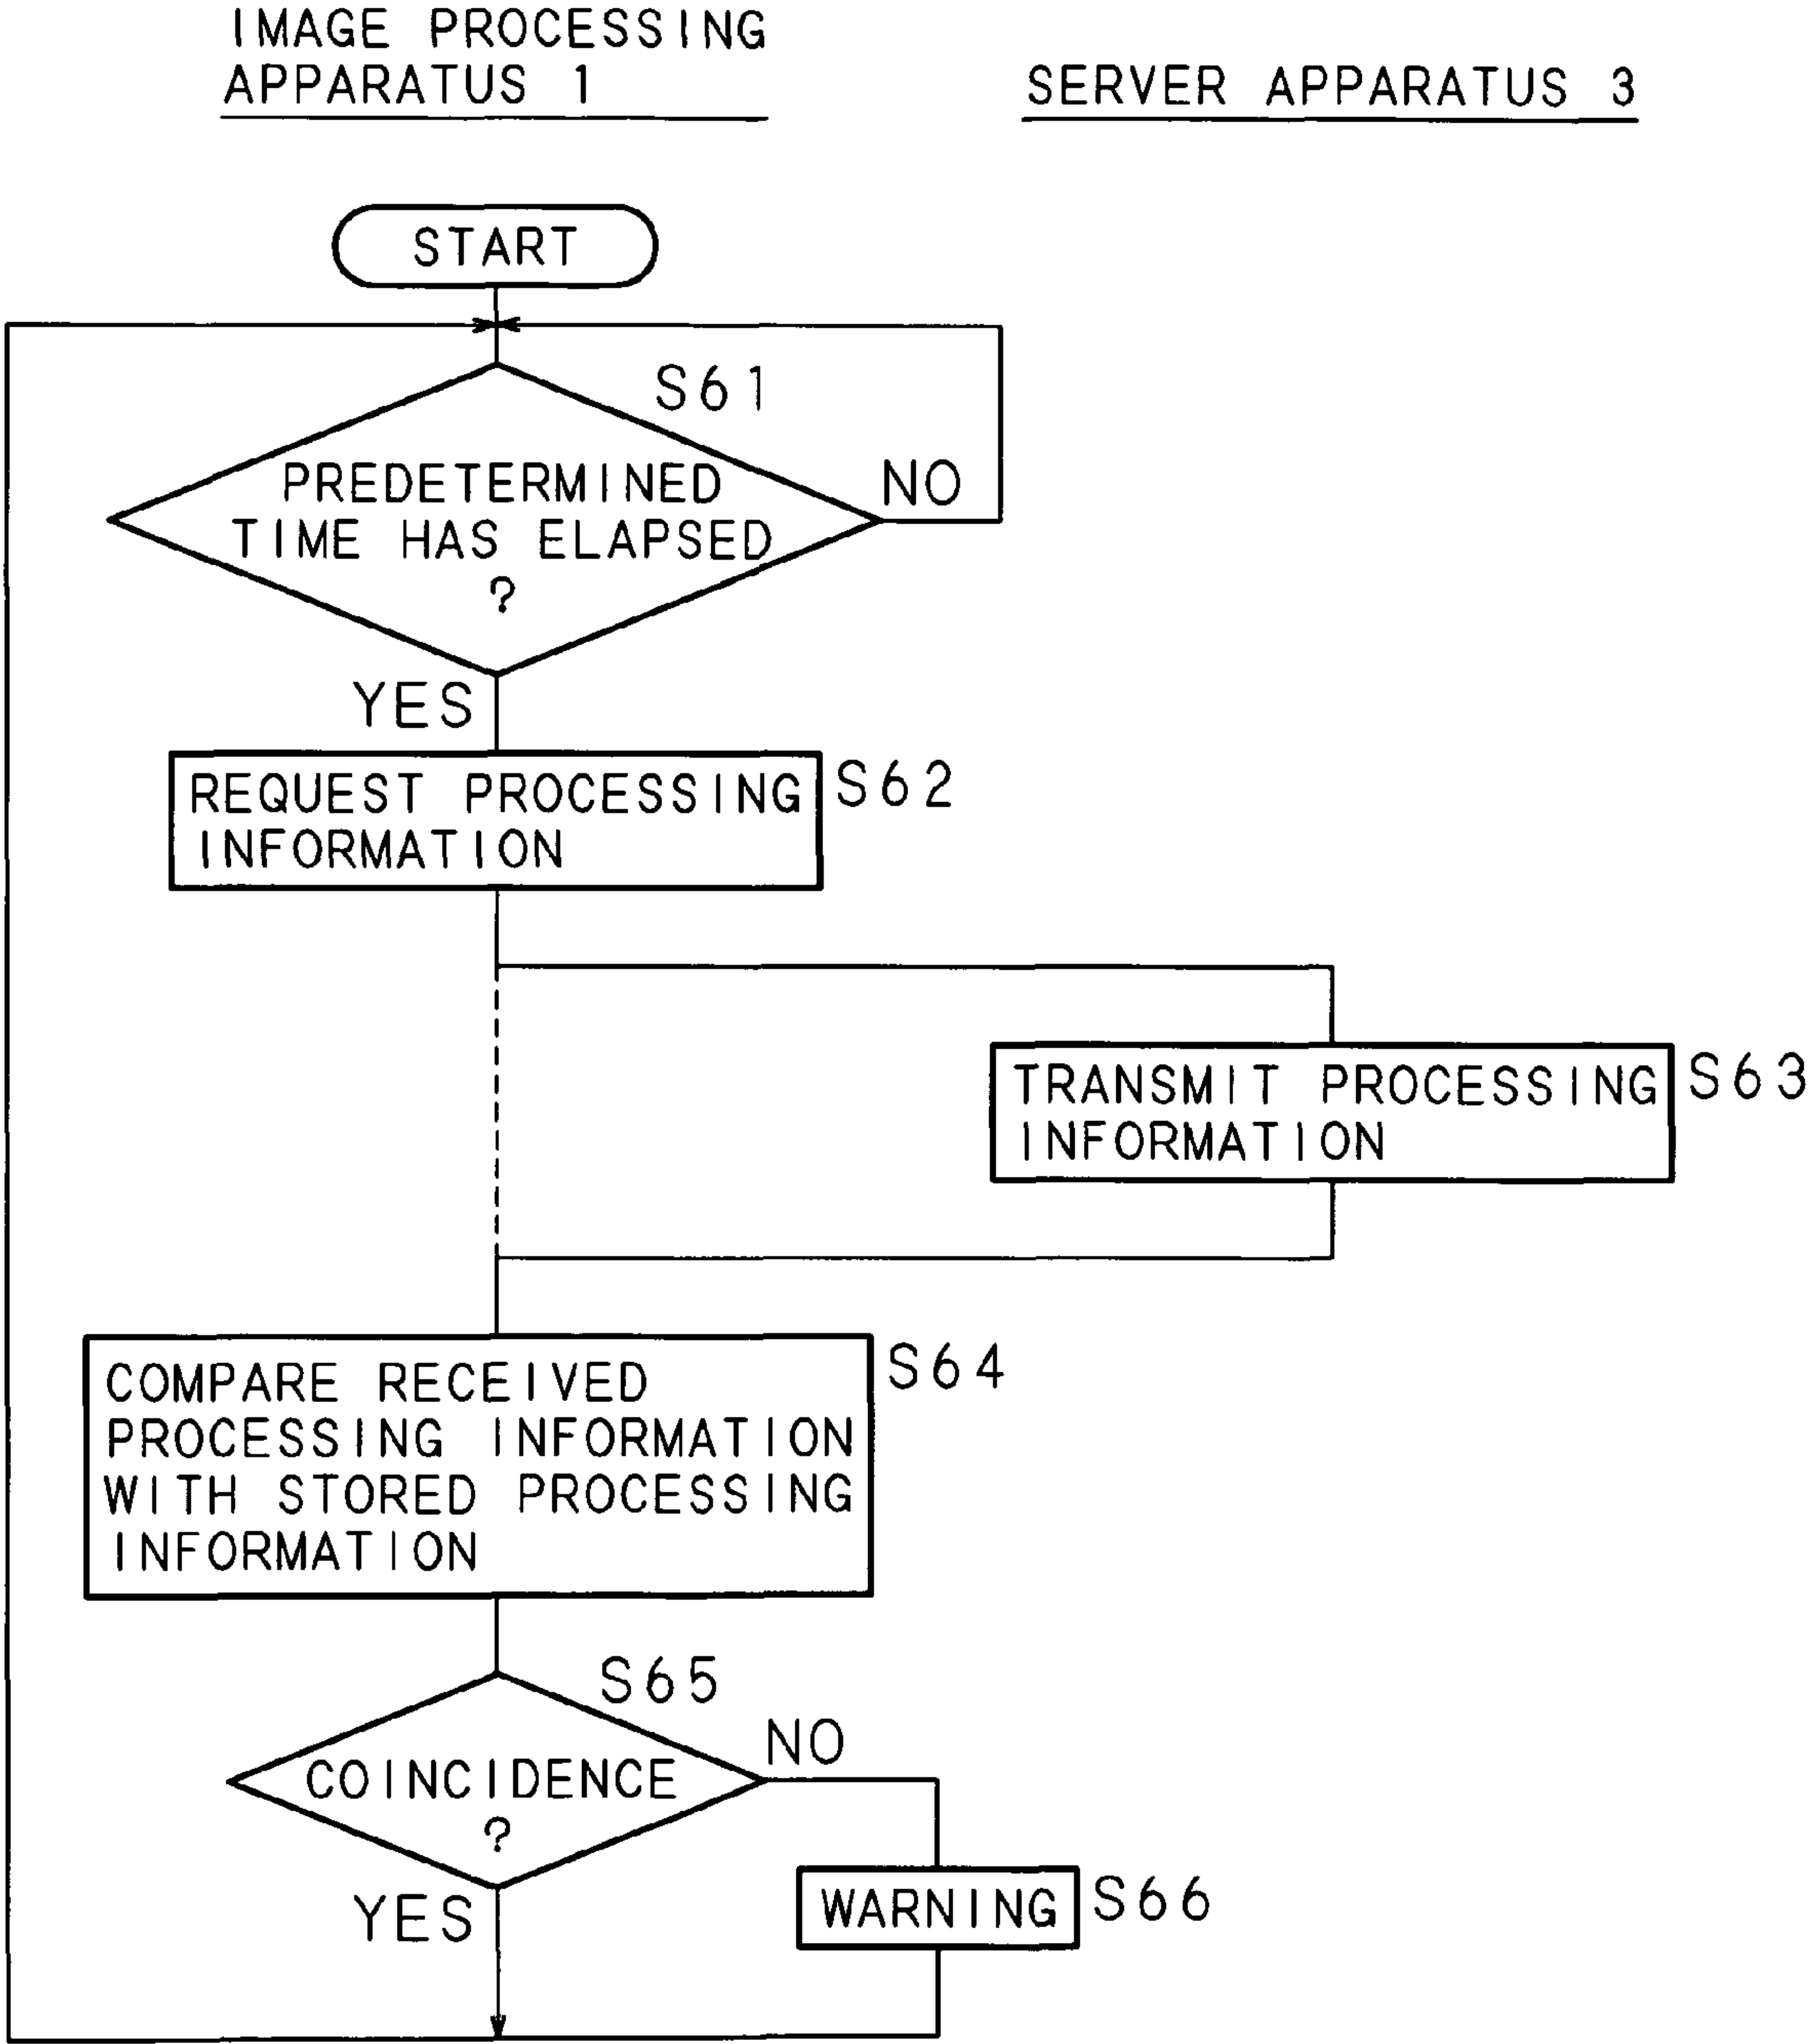 IMAGE PROCESSING
APPARATUS 1
SERVER APPARATUS 3
START
S61
PREDETERMINED
TIME HAS ELAPSED
?
NO
YES
REQUEST PROCESSING
INFORMATION
S62
TRANSMIT PROCESSING
INFORMATION
S63
COMPARE RECEIVED
PROCESSING INFORMATION
WITH STORED PROCESSING
INFORMATION
S64
S65
COINCIDENCE
?
NO
YES
WARNING
S66